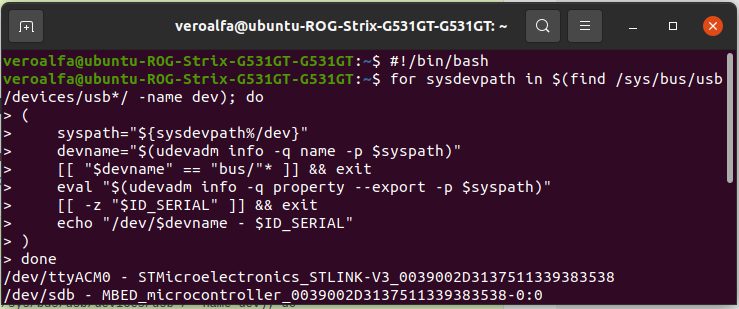 veroalfa@ubuntu-ROG-Strix-G531GT-G531GT: ~
veroalfa@ubuntu-ROG-Strix-G531GT-G531GT:~$ #!/bin/bash
veroalfa@ubuntu-ROG-Strix-G531GT-G531GT:~$ for sysdevpath in $(find /sys/bus/usb
/devices/usb*/ -name dev); do
> (
>     syspath="${sysdevpath%/dev}"
>     devname="$(udevadm info -q name -p $syspath)"
>     [[ "$devname" == "bus/"* ]] && exit
>     eval "$(udevadm info -q property --export -p $syspath)"
>     [[ -z "$ID_SERIAL" ]] && exit
>     echo "/dev/$devname - $ID_SERIAL"
> )
> done
/dev/ttyACM0 - STMicroelectronics_STLINK-V3_0039002D3137511339383538
/dev/sdb - MBED_microcontroller_0039002D3137511339383538-0:0